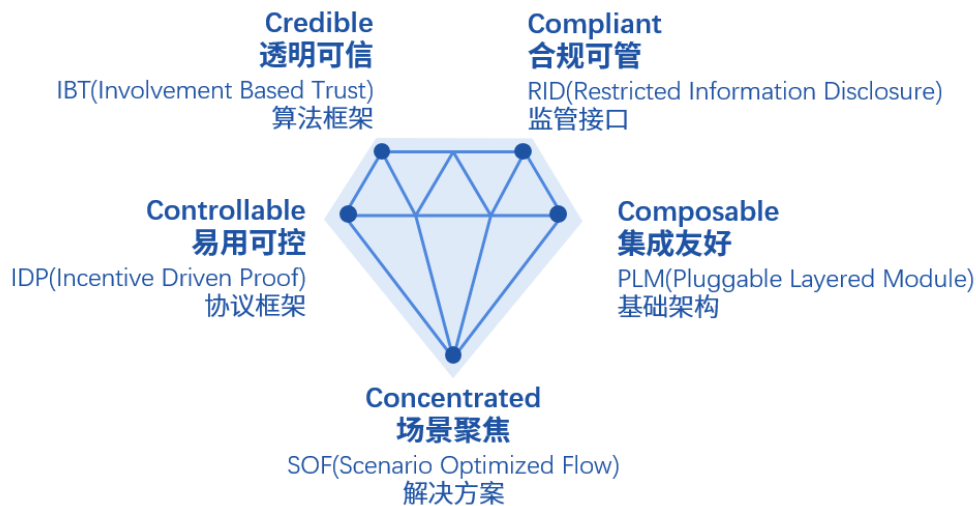 Credible
透明可信
IBT(Involvement Based Trust)
算法框架
Compliant
合规可管
RID(Restricted Information Disclosure)
监管接口
Controllable
易用可控
IDP(Incentive Driven Proof)
协议框架
Composable
集成友好
PLM(Pluggable Layered Module)
基础架构
Concentrated
场景聚焦
SOF(Scenario Optimized Flow)
解决方案